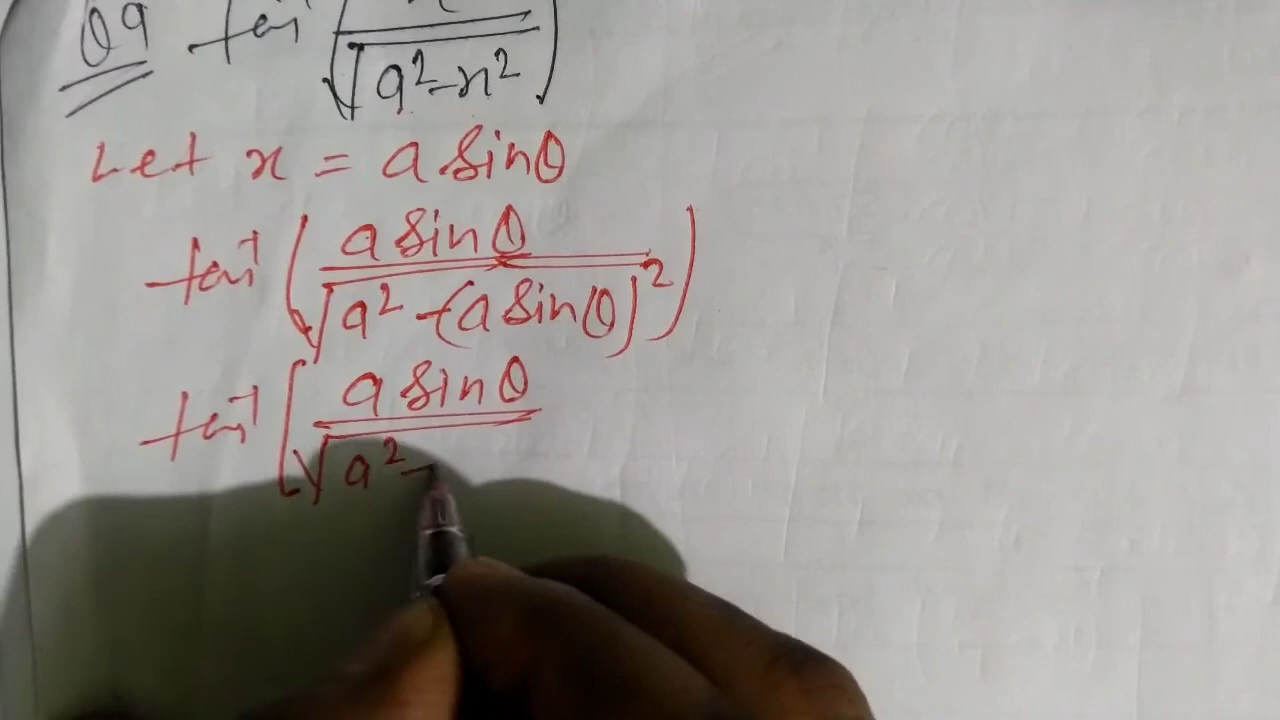 Q9 tan⁻¹(x/√(a²-x²))
Let x = a sinθ
tan⁻¹(a sinθ/√(a²-(a sinθ)²))
tan⁻¹[a sinθ/√(a²-